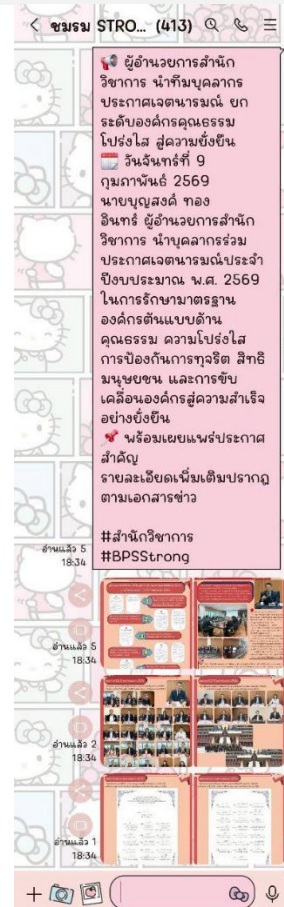 ชมรม STRO... (413)
📢 ผู้อำนวยการสำนัก
วิชาการ นำทีมบุคลากร
ประกาศเจตนารมณ์ ยก
ระดับองค์กรคุณธรรม
โปร่งใส สู่ความยั่งยืน
🗓️ วันจันทร์ที่ 9
กุมภาพันธ์ 2569
นายบุญสงค์ ทอง
อินทร์ ผู้อำนวยการสำนัก
วิชาการ นำบุคลากรร่วม
ประกาศเจตนารมณ์ประจำ
ปีงบประมาณ พ.ศ. 2569
ในการรักษามาตรฐาน
องค์กรต้นแบบด้าน
คุณธรรม ความโปร่งใส
การป้องกันการทุจริต สิทธิ
มนุษยชน และการขับ
เคลื่อนองค์กรสู่ความสำเร็จ
อย่างยั่งยืน
📌 พร้อมเผยแพร่ประกาศ
สำคัญ
รายละเอียดเพิ่มเติมปรากฏ
ตามเอกสารข่าว
#สำนักวิชาการ
#BPSStrong
อ่านแล้ว 5
18:34
อ่านแล้ว 5
18:34
อ่านแล้ว 2
18:34
อ่านแล้ว 1
18:34